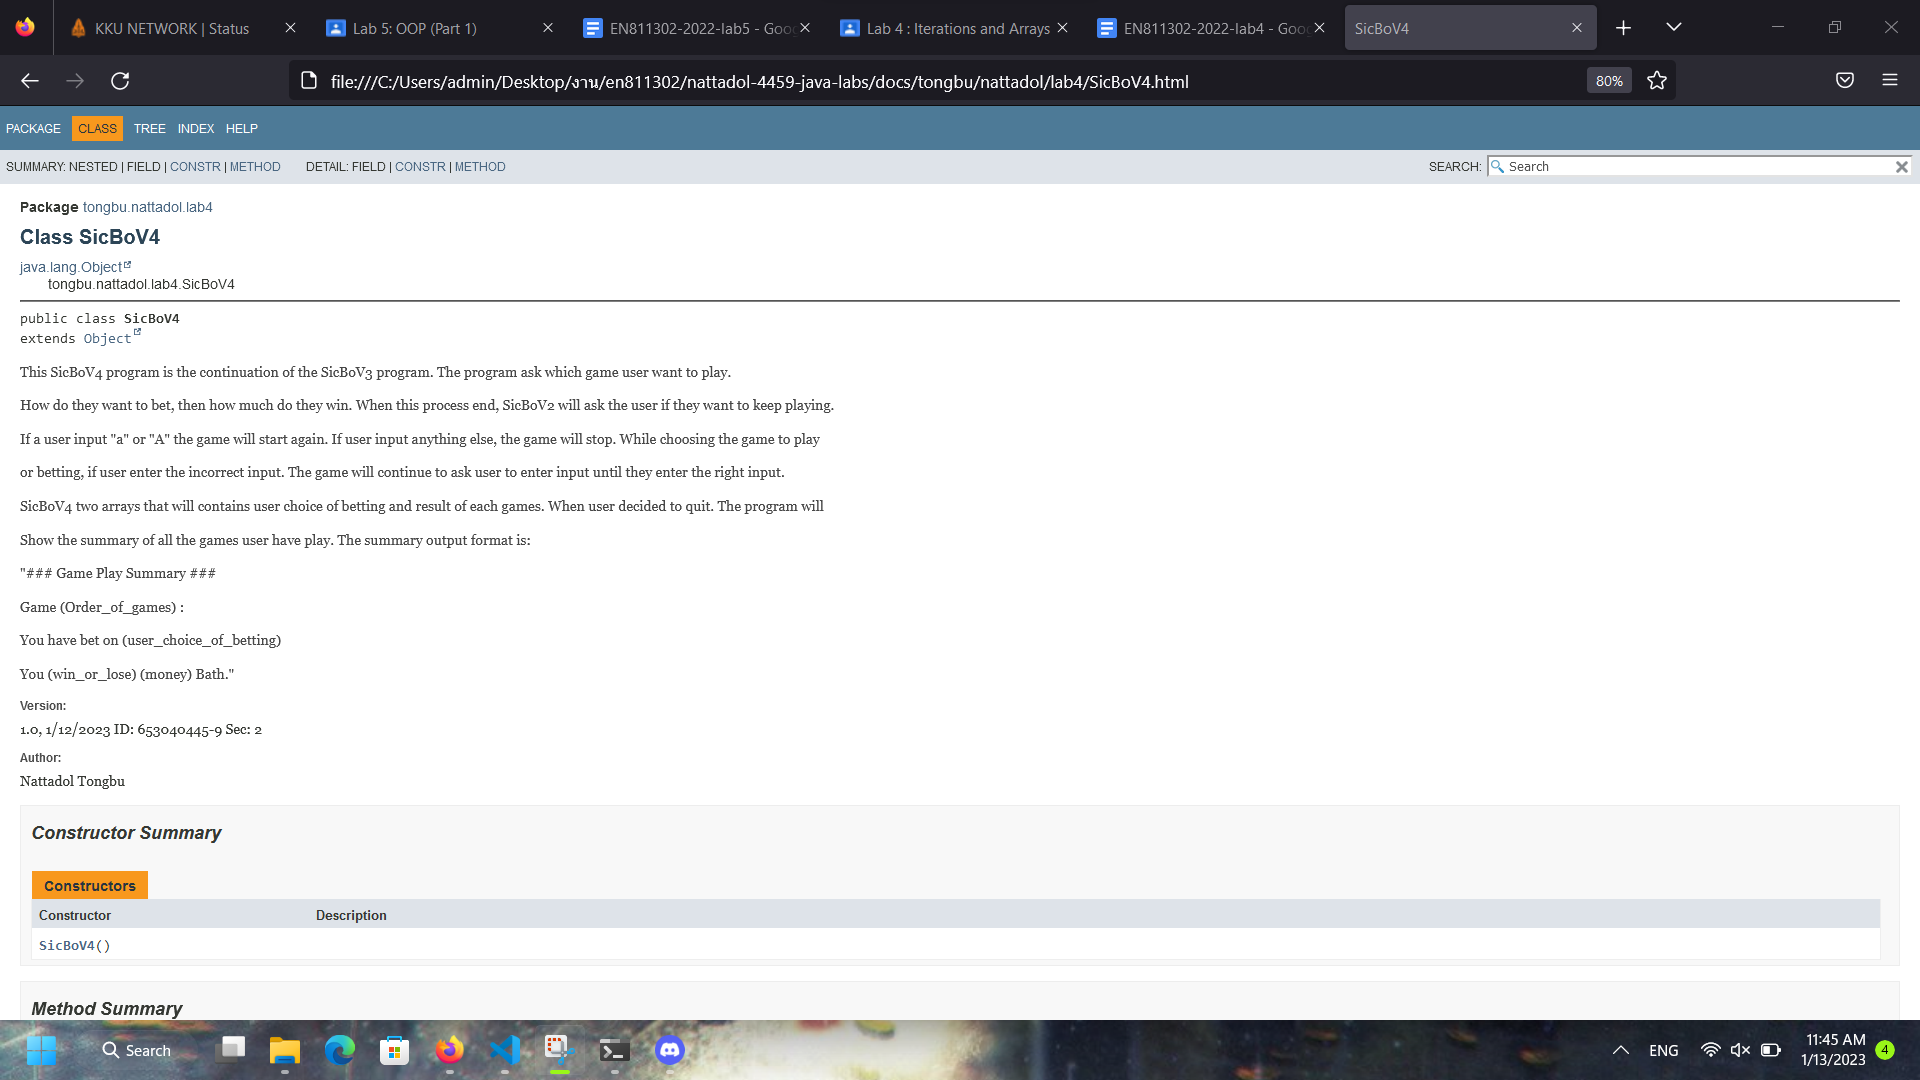 KKU NETWORK | Status
Lab 5: OOP (Part 1)
EN811302-2022-lab5 - Goo
Lab 4 : Iterations and Arrays
EN811302-2022-lab4 - Goo
SicBoV4
file:///C:/Users/admin/Desktop/งาน/en811302/nattadol-4459-java-labs/docs/tongbu/nattadol/lab4/SicBoV4.html
80%
PACKAGE CLASS TREE INDEX HELP
SUMMARY: NESTED | FIELD | CONSTR | METHOD DETAIL: FIELD | CONSTR | METHOD
SEARCH: Search
Package tongbu.nattadol.lab4
Class SicBoV4
java.lang.Object
tongbu.nattadol.lab4.SicBoV4
public class SicBoV4
extends Object
This SicBoV4 program is the continuation of the SicBoV3 program. The program ask which game user want to play.
How do they want to bet, then how much do they win. When this process end, SicBoV2 will ask the user if they want to keep playing.
If a user input "a" or "A" the game will start again. If user input anything else, the game will stop. While choosing the game to play
or betting, if user enter the incorrect input. The game will continue to ask user to enter input until they enter the right input.
SicBoV4 two arrays that will contains user choice of betting and result of each games. When user decided to quit. The program will
Show the summary of all the games user have play. The summary output format is:
"### Game Play Summary ###
Game (Order_of_games) :
You have bet on (user_choice_of_betting)
You (win_or_lose) (money) Bath."
Version:
1.0, 1/12/2023 ID: 653040445-9 Sec: 2
Author:
Nattadol Tongbu
Constructor Summary
Constructors
Constructor Description
SicBoV4()
Method Summary
Search
ENG
11:45 AM
1/13/2023
4